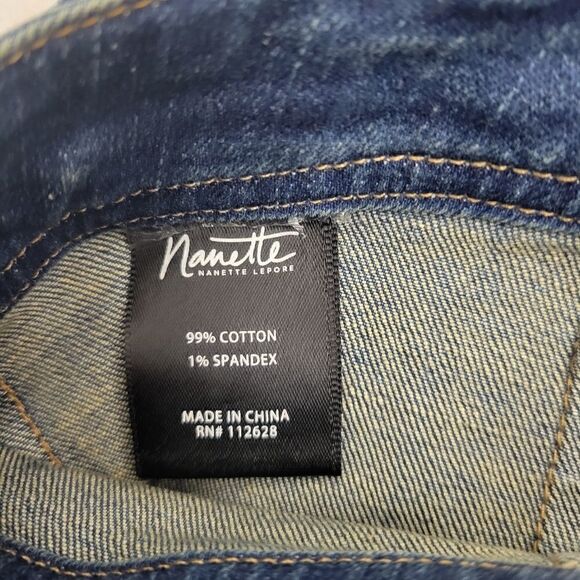 Nanette
NANETTE LEPORE
99% COTTON
1% SPANDEX
MADE IN CHINA
RN# 112628